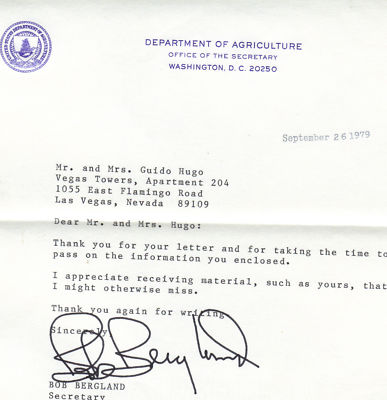 DEPARTMENT OF AGRICULTURE
OFFICE OF THE SECRETARY
WASHINGTON, D. C. 20250
September 26 1979
Mr. and Mrs. Guido Hugo
Vegas Towers, Apartment 204
1055 East Flamingo Road
Las Vegas, Nevada 89109
Dear Mr. and Mrs. Hugo:
Thank you for your letter and for taking the time to
pass on the information you enclosed.
I appreciate receiving material, such as yours, that
I might otherwise miss.
Thank you again for writing
Sincerely
Bob Bergland
BOB BERGLAND
Secretary